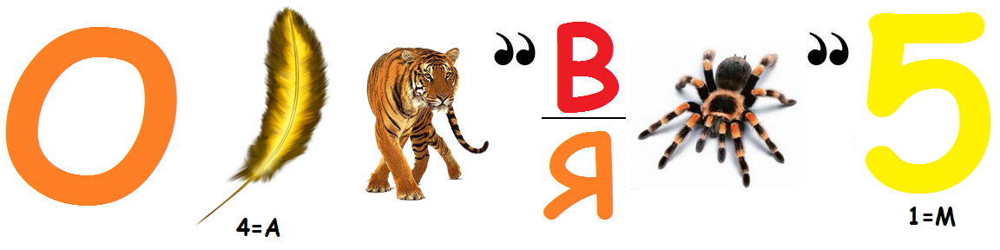 О ,, В ,, 5
Я
4=А 1=М